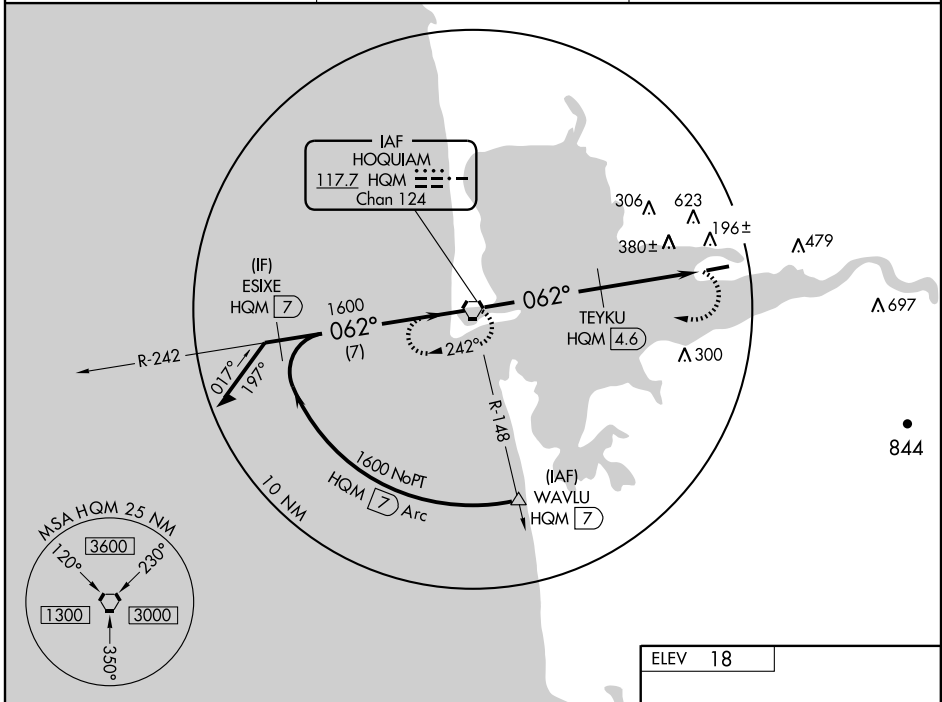 IAF
HOQUIAM
117.7 HQM
Chan 124
306
623
380±
196±
479
697
300
844
(IF)
ESIXE
HQM 7
1600
062°
(7)
062°
TEYKU
HQM 4.6
R-242
017°
197°
242°
R-148
1600 NoPT
HQM 7 Arc
(IAF)
WAVLU
HQM 7
10 NM
MSA HQM 25 NM
120°
3600
230°
1300
3000
350°
ELEV 18